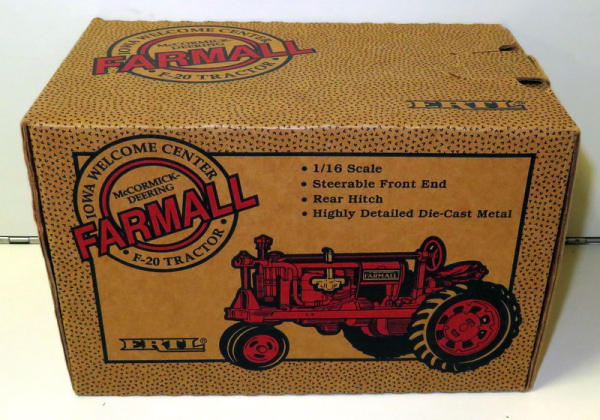 IOWA WELCOME CENTER
McCORMICK-
DEERING
FARMALL
• F-20 TRACTOR •
ERTL
IOWA WELCOME CENTER
McCORMICK-
DEERING
FARMALL
• F-20 TRACTOR •
• 1/16 Scale
• Steerable Front End
• Rear Hitch
• Highly Detailed Die-Cast Metal
FARMALL
ERTL®